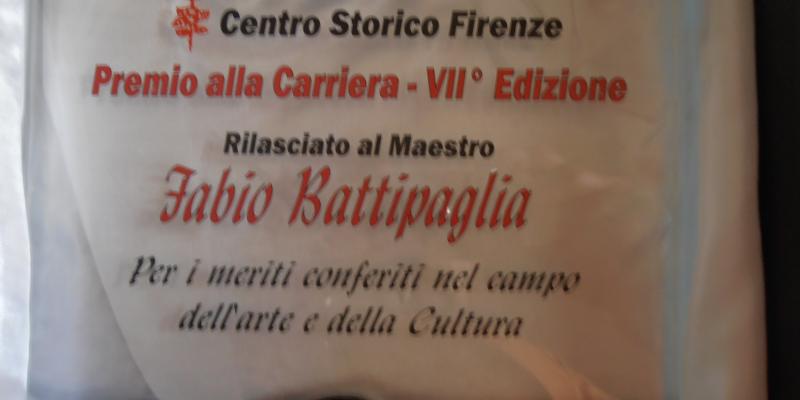 Centro Storico Firenze
Premio alla Carriera - VII° Edizione
Rilasciato al Maestro
Fabio Battipaglia
Per i meriti conferiti nel campo
dell'arte e della Cultura